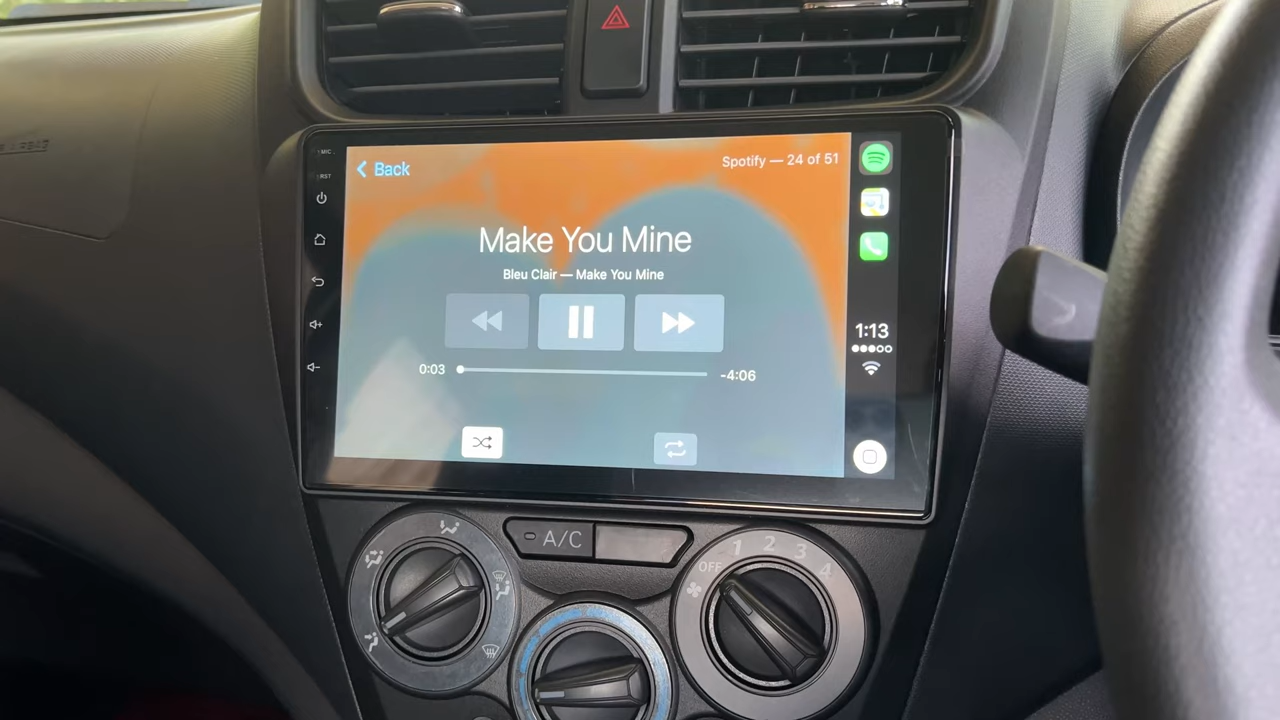 MIC
RST
Back
Spotify — 24 of 51
Make You Mine
Bleu Clair — Make You Mine
0:03
-4:06
1:13
A/C
OFF 1 2 3 4